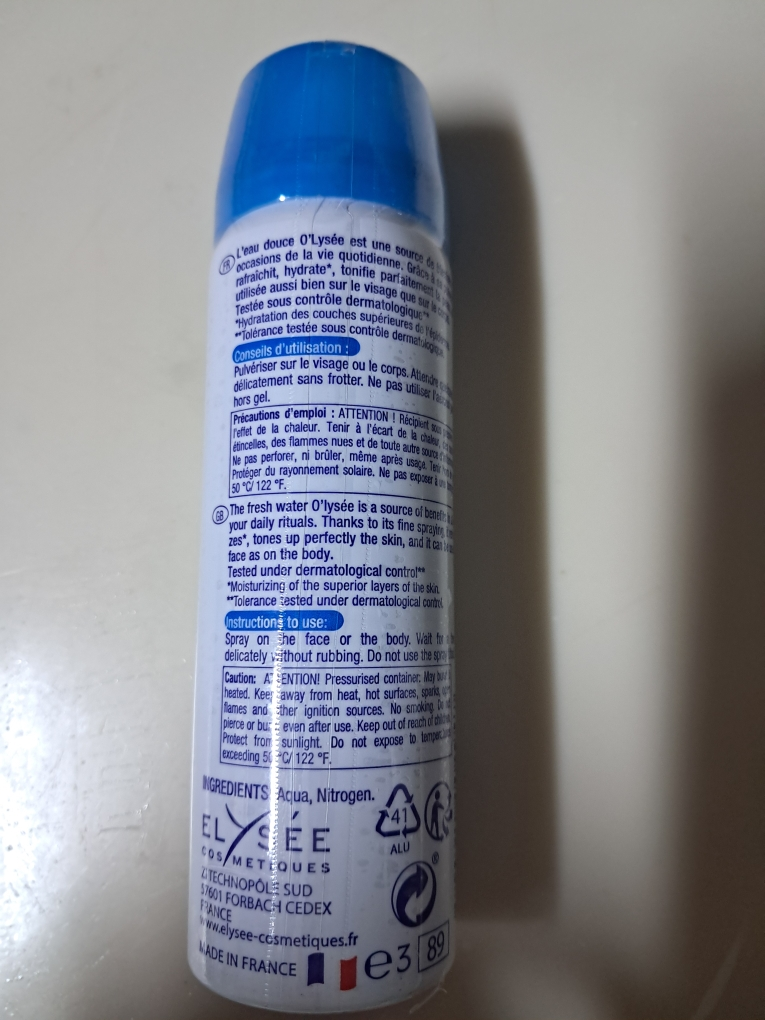 FR L'eau douce O'Lysée est une source de
occasions de la vie quotidienne. Grâce à
rafraîchit, hydrate*, tonifie parfaitement
utilisée aussi bien sur le visage que sur le
Testée sous contrôle dermatologique**
*Hydratation des couches supérieures de
**Tolérance testée sous contrôle dermatologique.
Conseils d'utilisation :
Pulvériser sur le visage ou le corps. Attendre
délicatement sans frotter. Ne pas utiliser
hors gel.
Précautions d'emploi : ATTENTION ! Récipient sous
l'effet de la chaleur. Tenir à l'écart de la chaleur,
étincelles, des flammes nues et de toute autre source
Ne pas perforer, ni brûler, même après usage. Tenir
Protéger du rayonnement solaire. Ne pas exposer à une
50 °C/ 122 °F.
GB The fresh water O'lysée is a source of benefits
your daily rituals. Thanks to its fine spraying,
zes*, tones up perfectly the skin, and it can
face as on the body.
Tested under dermatological control**
*Moisturizing of the superior layers of the skin.
**Tolerance tested under dermatological control.
Instructions to use:
Spray on the face or the body. Wait for
delicately without rubbing. Do not use the spray
Caution: ATTENTION! Pressurised container: May burst
heated. Keep away from heat, hot surfaces, sparks, open
flames and other ignition sources. No smoking. Do not
pierce or burn, even after use. Keep out of reach of children.
Protect from sunlight. Do not expose to temperatures
exceeding 50 °C/ 122 °F.
INGREDIENTS: Aqua, Nitrogen.
41
ALU
ELYSÉE
COSMETIQUES
TECHNOPÔLE SUD
57601 FORBACH CEDEX
FRANCE
www.elysee-cosmetiques.fr
MADE IN FRANCE
e3 89